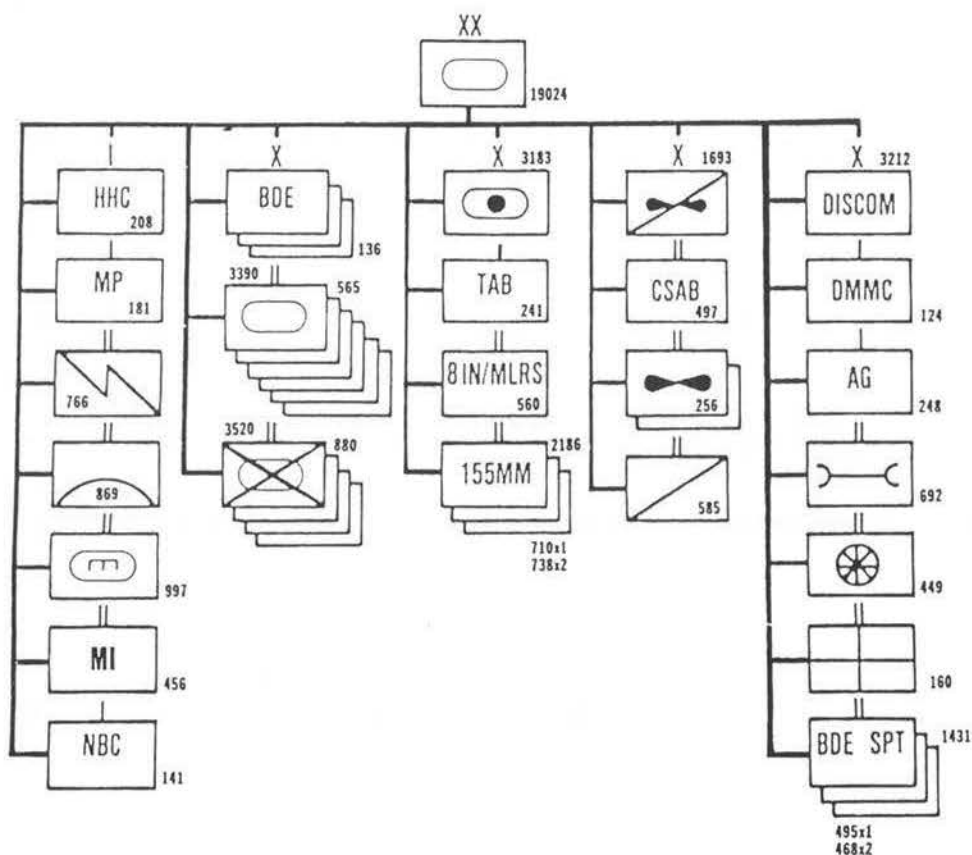 XX
19024
HHC
208
MP
181
766
869
997
MI
456
NBC
141
X
BDE
136
3390
565
3520
880
X
3183
TAB
241
8IN/MLRS
560
2186
155MM
710x1
738x2
X
1693
CSAB
497
256
585
X
3212
DISCOM
DMMC
124
AG
248
692
449
160
BDE SPT
1431
495x1
468x2